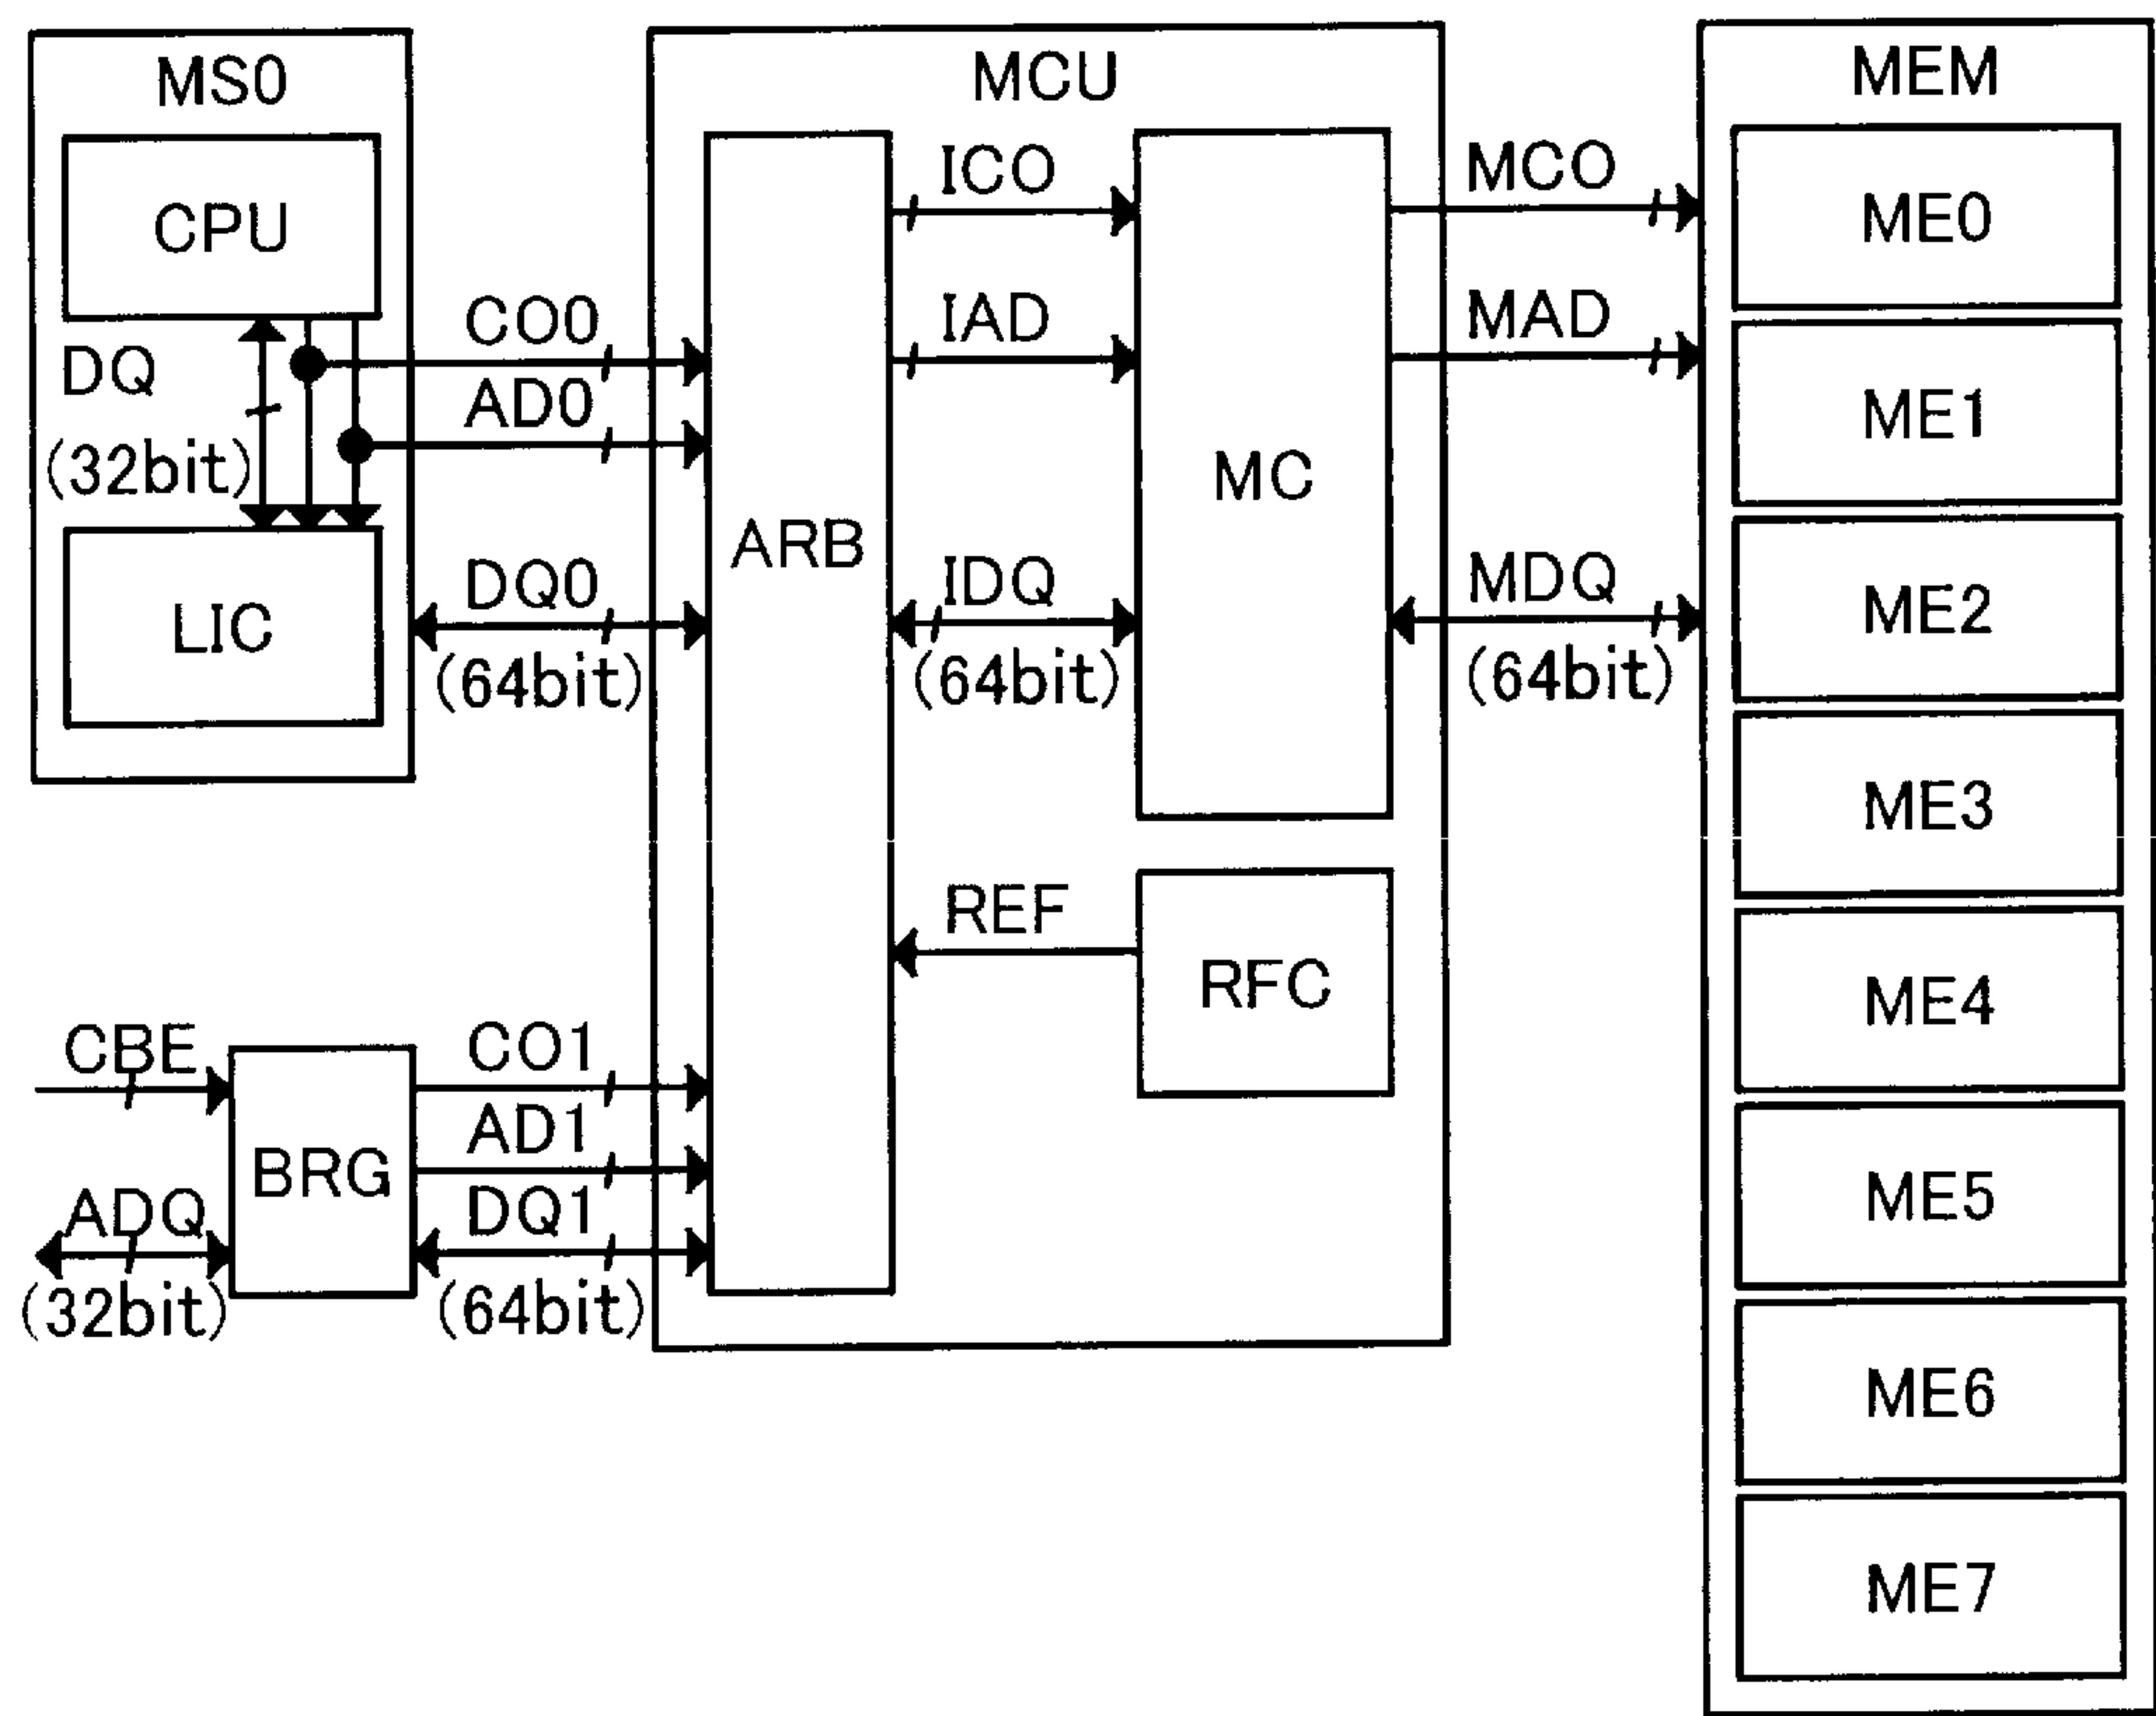 MS0
CPU
DQ
(32bit)
LIC
CO0
AD0
DQ0
(64bit)
CBE
ADQ
(32bit)
BRG
CO1
AD1
DQ1
(64bit)
MCU
ARB
ICO
IAD
IDQ
(64bit)
MC
REF
RFC
MCO
MAD
MDQ
(64bit)
MEM
ME0
ME1
ME2
ME3
ME4
ME5
ME6
ME7